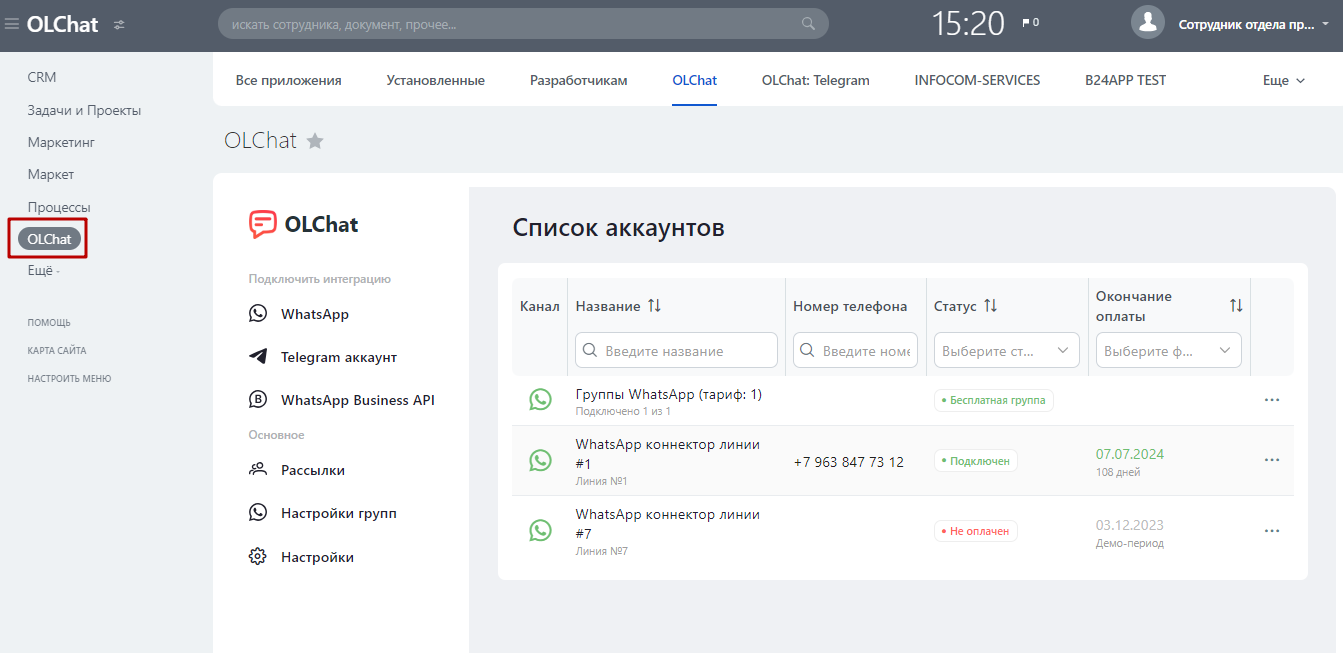 OLChat
искать сотрудника, документ, прочее...
15:20
0
Сотрудник отдела пр...
CRM
Задачи и Проекты
Маркетинг
Маркет
Процессы
OLChat
Ещё -
ПОМОЩЬ
КАРТА САЙТА
НАСТРОИТЬ МЕНЮ
Все приложения
Установленные
Разработчикам
OLChat
OLChat: Telegram
INFOCOM-SERVICES
B24APP TEST
Еще
OLChat
OLChat
Подключить интеграцию
WhatsApp
Telegram аккаунт
WhatsApp Business API
Основное
Рассылки
Настройки групп
Настройки
Список аккаунтов
Канал
Название
Номер телефона
Статус
Окончание
оплаты
Введите название
Введите номе
Выберите ст...
Выберите ф...
Группы WhatsApp (тариф: 1)
Подключено 1 из 1
• Бесплатная группа
...
WhatsApp коннектор линии
#1
Линия №1
+7 963 847 73 12
• Подключен
07.07.2024
108 дней
...
WhatsApp коннектор линии
#7
Линия №7
• Не оплачен
03.12.2023
Демо-период
...